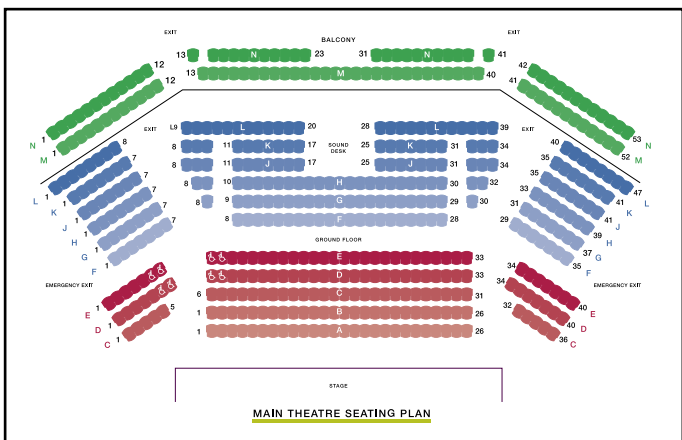 EXIT
EXIT
BALCONY
13 N 23 31 N 41
12 42
13 M 40
12 41
1 53
N N
1 52
M M
EXIT EXIT
L9 L 20 28 L 39
8 40
8 11 K 17 SOUND DESK 25 K 31 34
7 35
8 11 J 17 25 J 31 34
7 35
10 H 30 32
8
7 31
1 47
L L
9 G 29 30
8
1 41
K K
7 29
8 F 28
1 41
J J
1 39
H H
1 37
G G
1 35
F F
GROUND FLOOR
E 33
D 33
34 34
EMERGENCY EXIT EMERGENCY EXIT
6 C 31
5 32
1 40
E E
1 B 26
1 40
D D
1 A 26
1 36
C C
STAGE
MAIN THEATRE SEATING PLAN